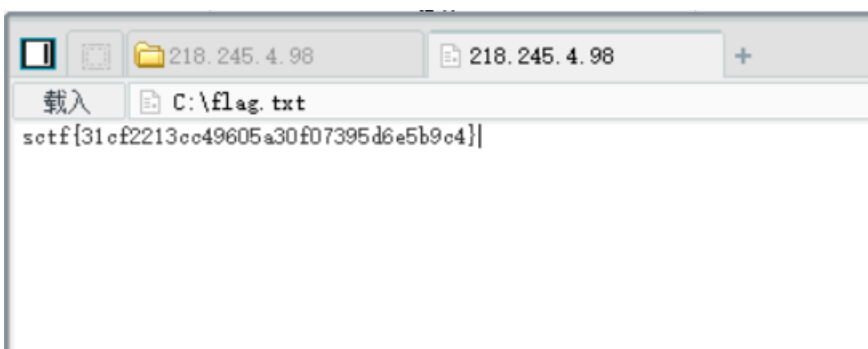 218.245.4.98 218.245.4.98 +
载入 C:\flag.txt
sctf{31cf2213cc49605a30f07395d6e5b9c4}